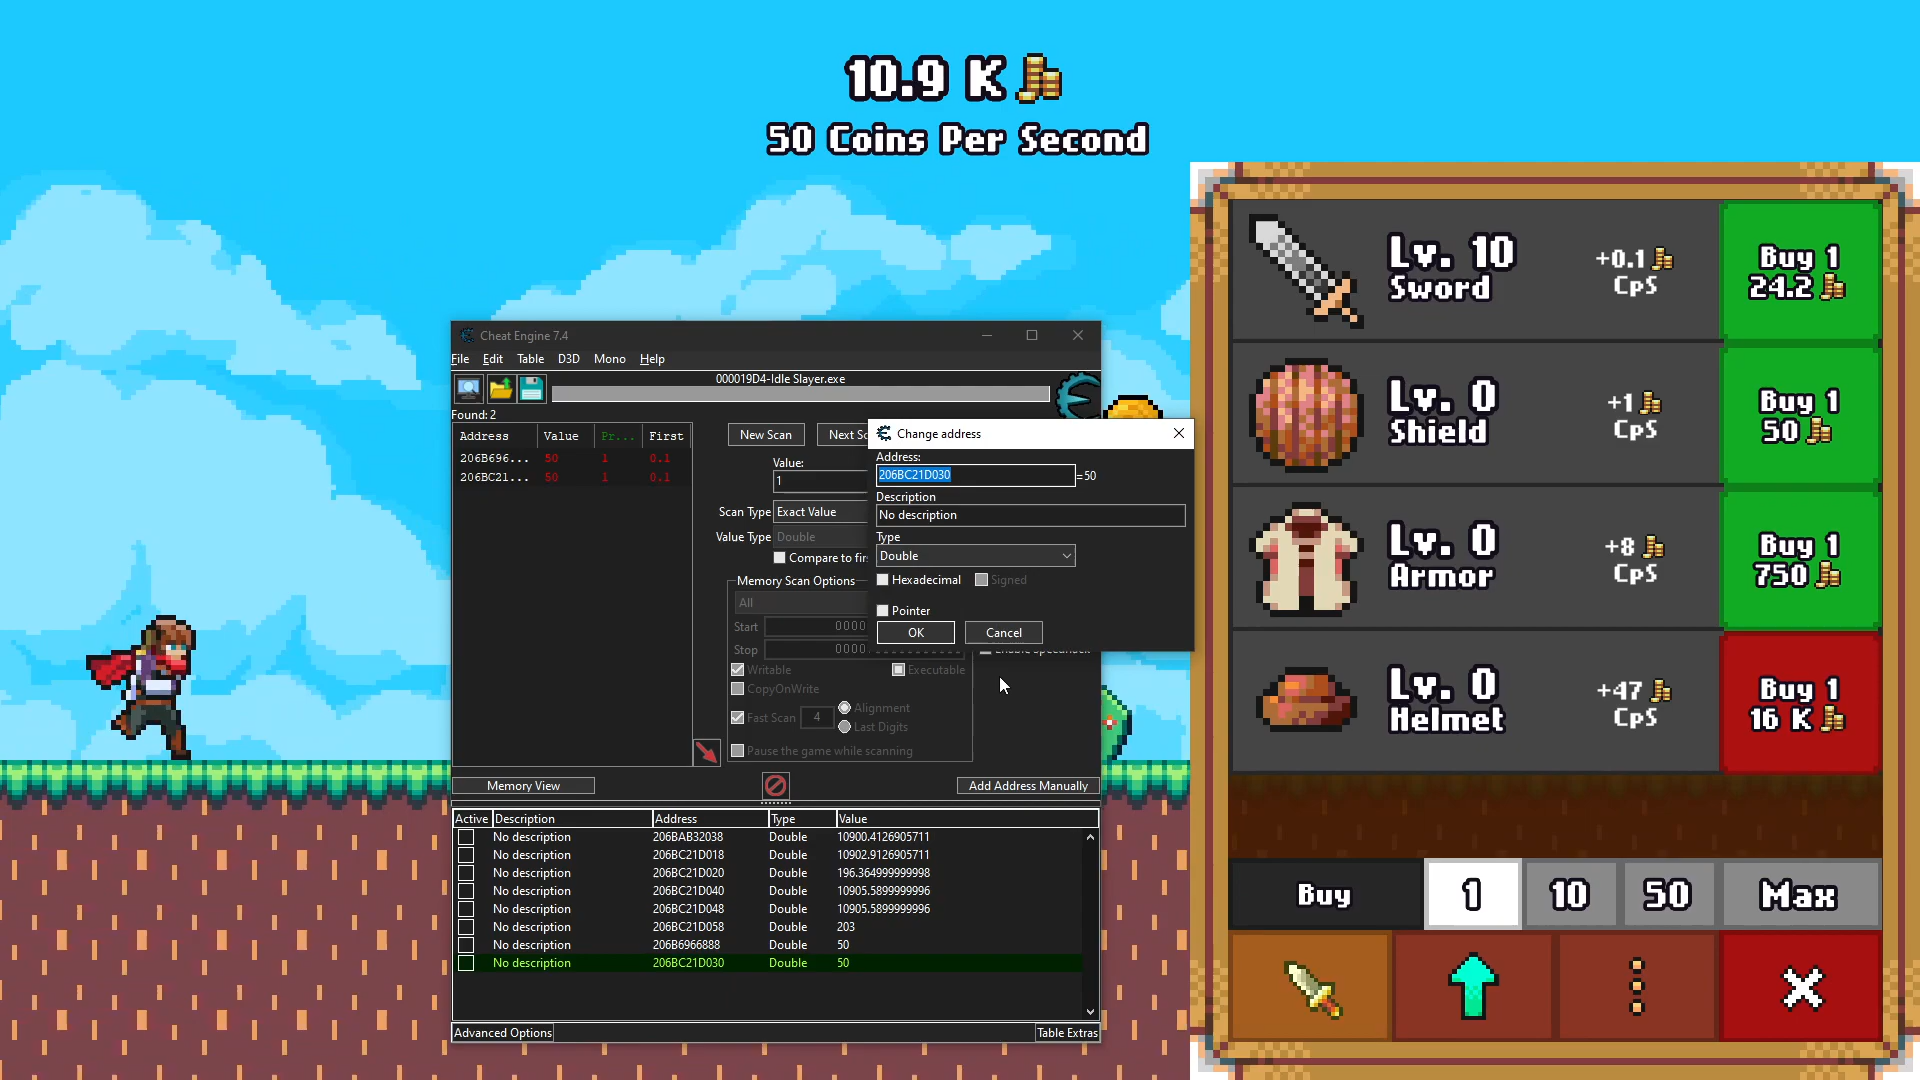 10.9 K
50 Coins Per Second
Lv. 10
Sword
+0.1
CpS
Buy 1
24.2
Lv. 0
Shield
+1
CpS
Buy 1
50
Lv. 0
Armor
+8
CpS
Buy 1
750
Lv. 0
Helmet
+47
CpS
Buy 1
16 K
Buy 1 10 50 Max
Cheat Engine 7.4
File Edit Table D3D Mono Help
000019D4-Idle Slayer.exe
Found: 2
Address Value Pr... First
206B696... 50 1 0.1
206BC21... 50 1 0.1
New Scan Next Sc
Value:
1
Scan Type Exact Value
Value Type Double
Compare to firs
Memory Scan Options
All
Start 0000
Stop
Writable Executable
CopyOnWrite
Fast Scan 4 Alignment
Last Digits
Pause the game while scanning
Change address
Address:
206BC21D030 =50
Description
No description
Type
Double
Hexadecimal Signed
Pointer
OK Cancel
Memory View Add Address Manually
Active Description Address Type Value
No description 206BAB32038 Double 10900.4126905711
No description 206BC21D018 Double 10902.9126905711
No description 206BC21D020 Double 196.364999999998
No description 206BC21D040 Double 10905.5899999996
No description 206BC21D048 Double 10905.5899999996
No description 206BC21D058 Double 203
No description 206B6966888 Double 50
No description 206BC21D030 Double 50
Advanced Options Table Extras